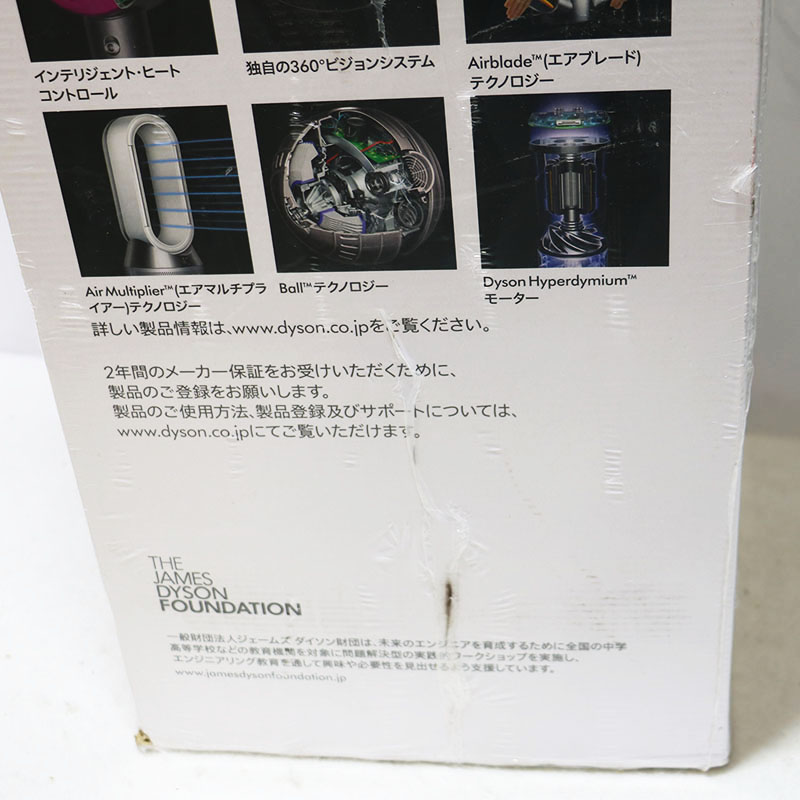 インテリジェント・ヒート
コントロール
独自の360°ビジョンシステム
Airblade™(エアブレード)
テクノロジー
Air Multiplier™(エアマルチプラ
イアー)テクノロジー
Ball™ テクノロジー
Dyson Hyperdymium™
モーター
詳しい製品情報は、www.dyson.co.jpをご覧ください。
2年間のメーカー保証をお受けいただくために、
製品のご登録をお願いします。
製品のご使用方法、製品登録及びサポートについては、
www.dyson.co.jpにてご覧いただけます。
THE
JAMES
DYSON
FOUNDATION
一般財団法人ジェームズ ダイソン財団は、未来のエンジニアを育成するために全国の中学
高等学校などの教育機関を対象に問題解決型の実践的ワークショップを実施し、
エンジニアリング教育を通して興味や必要性を見出せるよう支援しています。
www.jamesdysonfoundation.jp